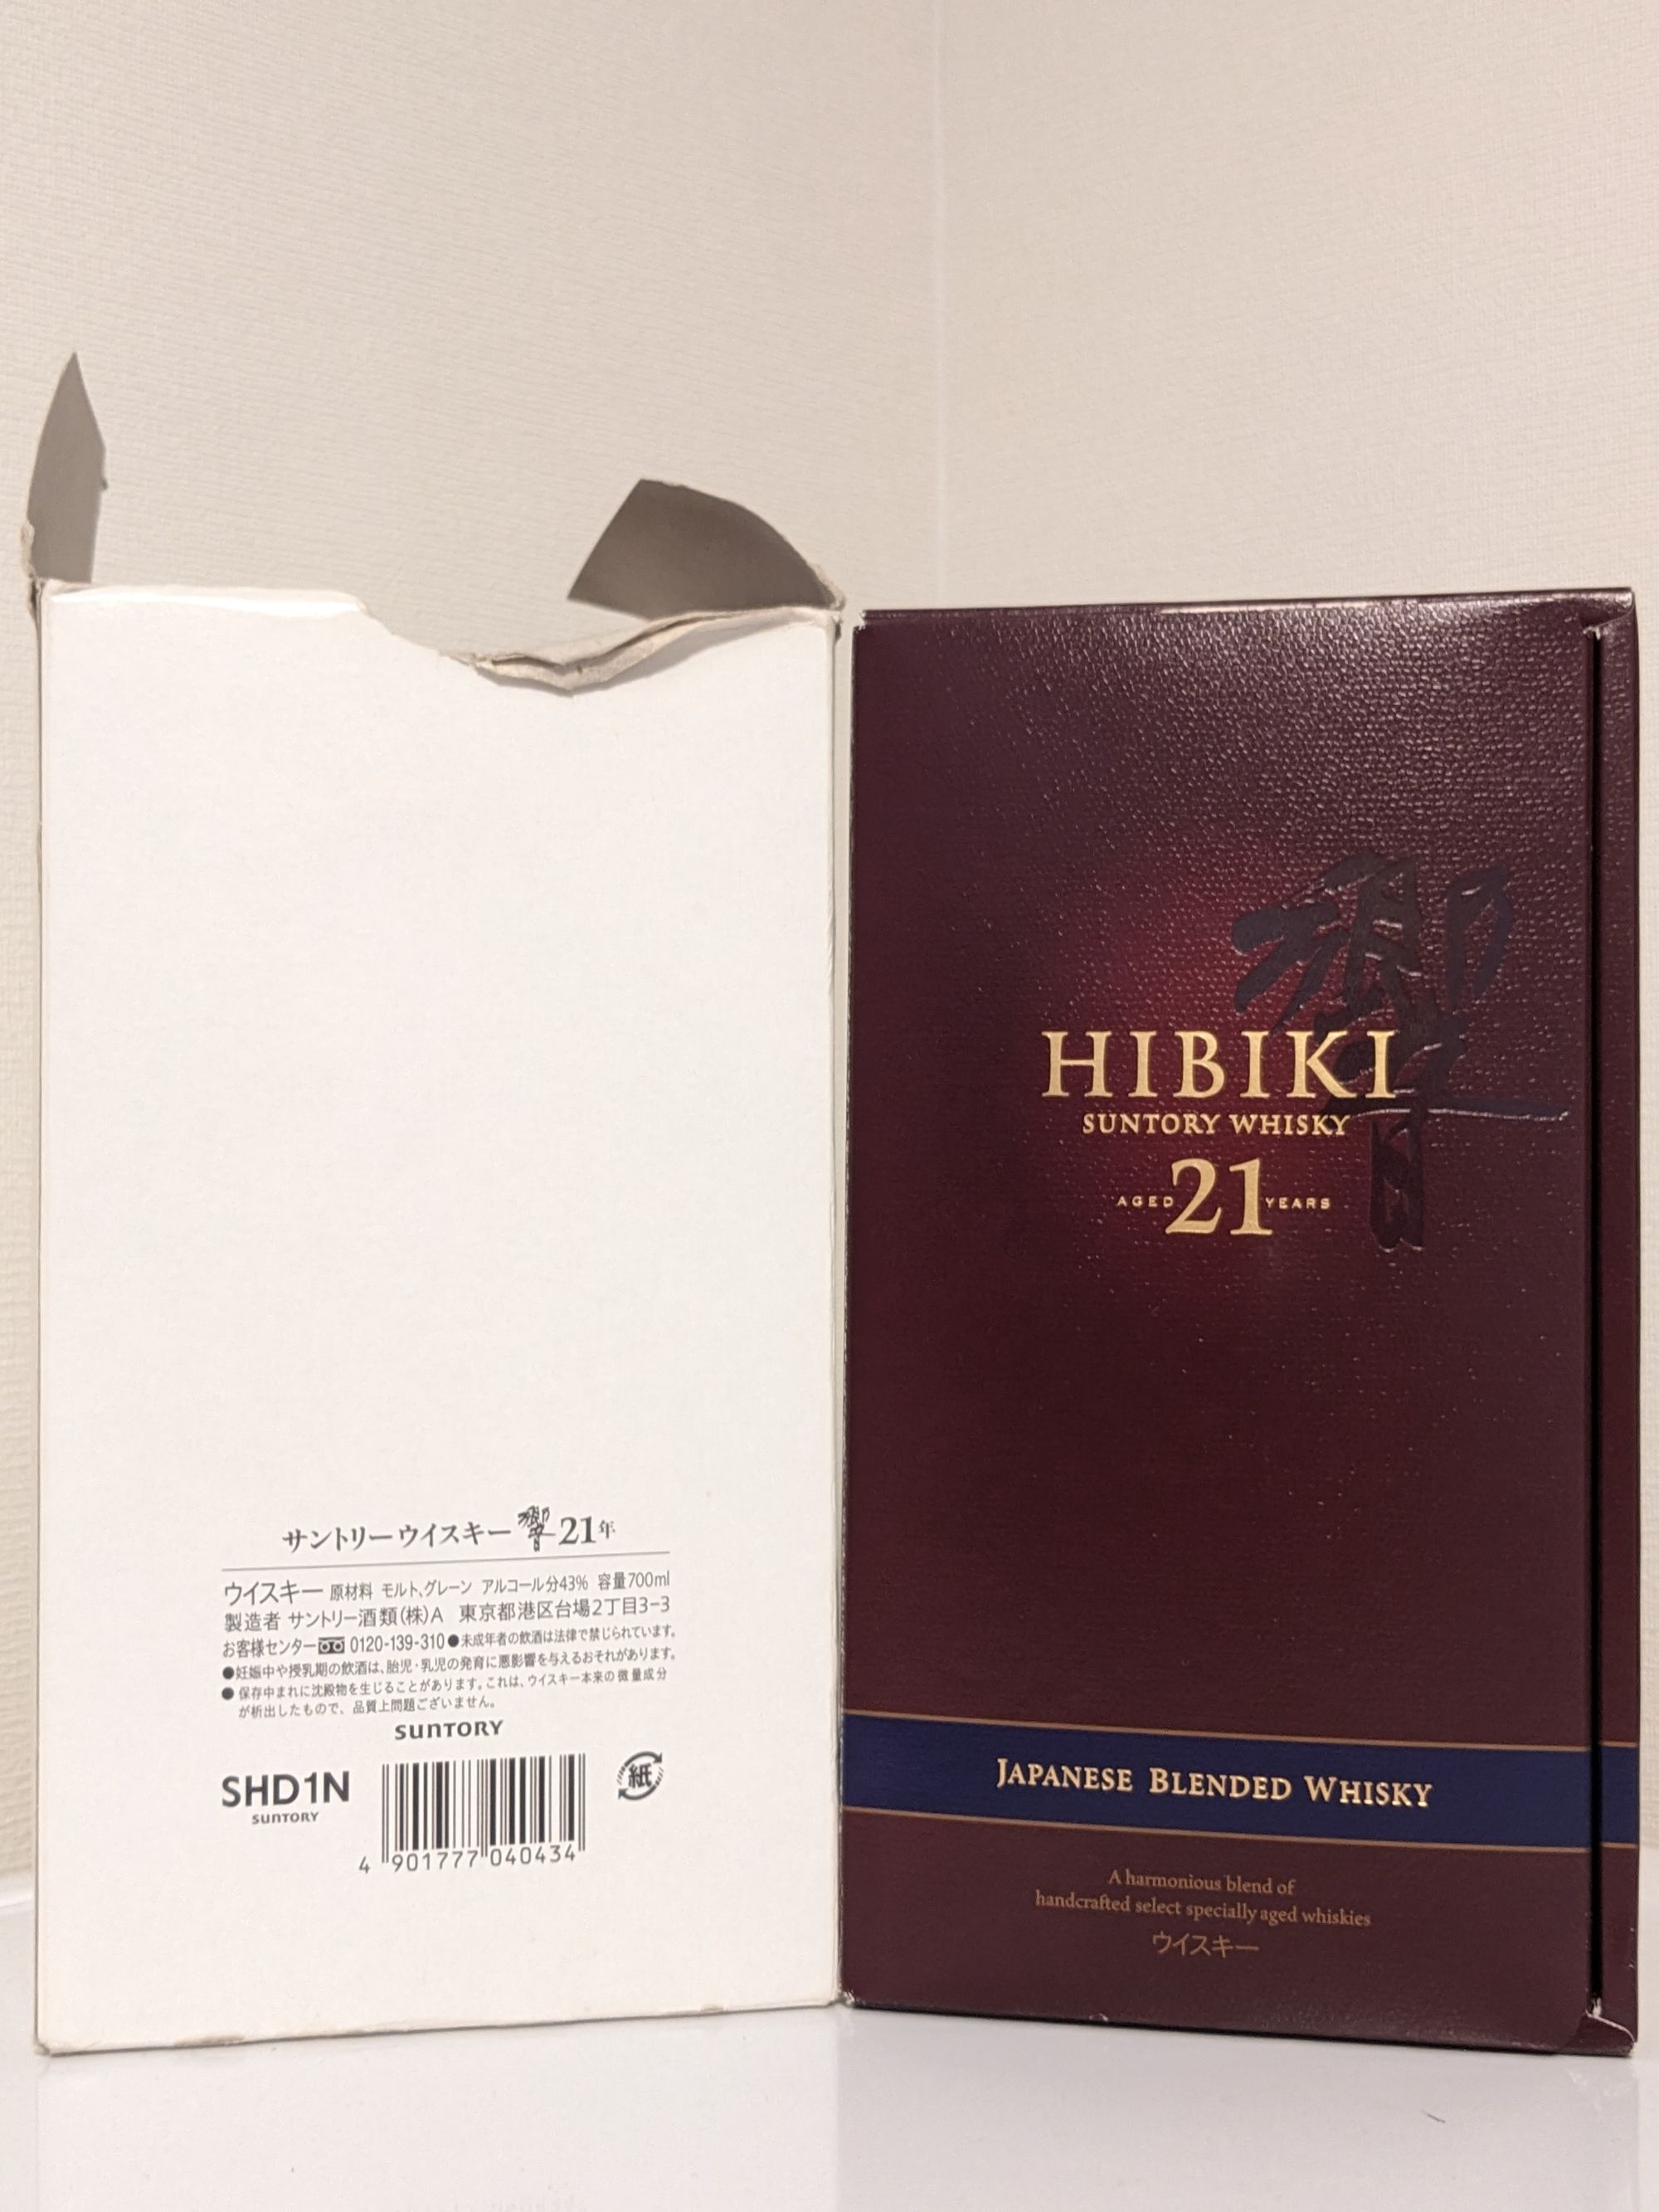 サントリーウイスキー 響 21年
ウイスキー 原材料 モルト、グレーン アルコール分43% 容量700ml
製造者 サントリー酒類(株)A 東京都港区台場2丁目3-3
お客様センター 0120-139-310 ●未成年者の飲酒は法律で禁じられています。
●妊娠中や授乳期の飲酒は、胎児・乳児の発育に悪影響を与えるおそれがあります。
●保存中まれに沈殿物を生じることがあります。これは、ウイスキー本来の微量成分
が析出したもので、品質上問題ございません。
SUNTORY
SHD1N
SUNTORY
4 901777 040434
紙
響
HIBIKI
SUNTORY WHISKY
AGED 21 YEARS
JAPANESE BLENDED WHISKY
A harmonious blend of
handcrafted select specially aged whiskies
ウイスキー